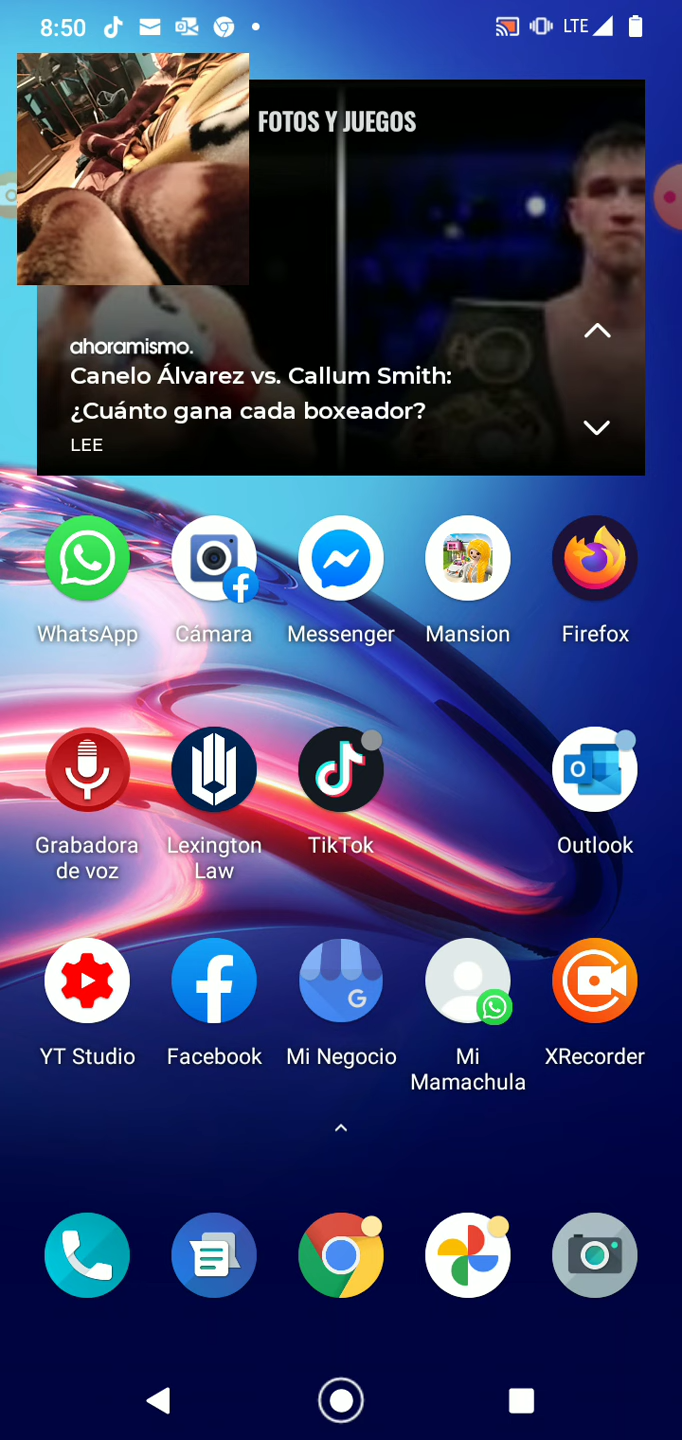 8:50
LTE
FOTOS Y JUEGOS
ahoramismo.
Canelo Álvarez vs. Callum Smith:
¿Cuánto gana cada boxeador?
LEE
WhatsApp
Cámara
Messenger
Mansion
Firefox
Grabadora
de voz
Lexington
Law
TikTok
Outlook
YT Studio
Facebook
Mi Negocio
Mi
Mamachula
XRecorder